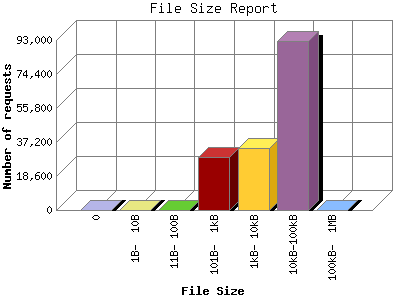 File Size Report
93,000
74,400
55,800
37,200
18,600
0
Number of requests
0
1B- 10B
11B- 100B
101B- 1kB
1kB- 10kB
10kB-100kB
100kB- 1MB
File Size